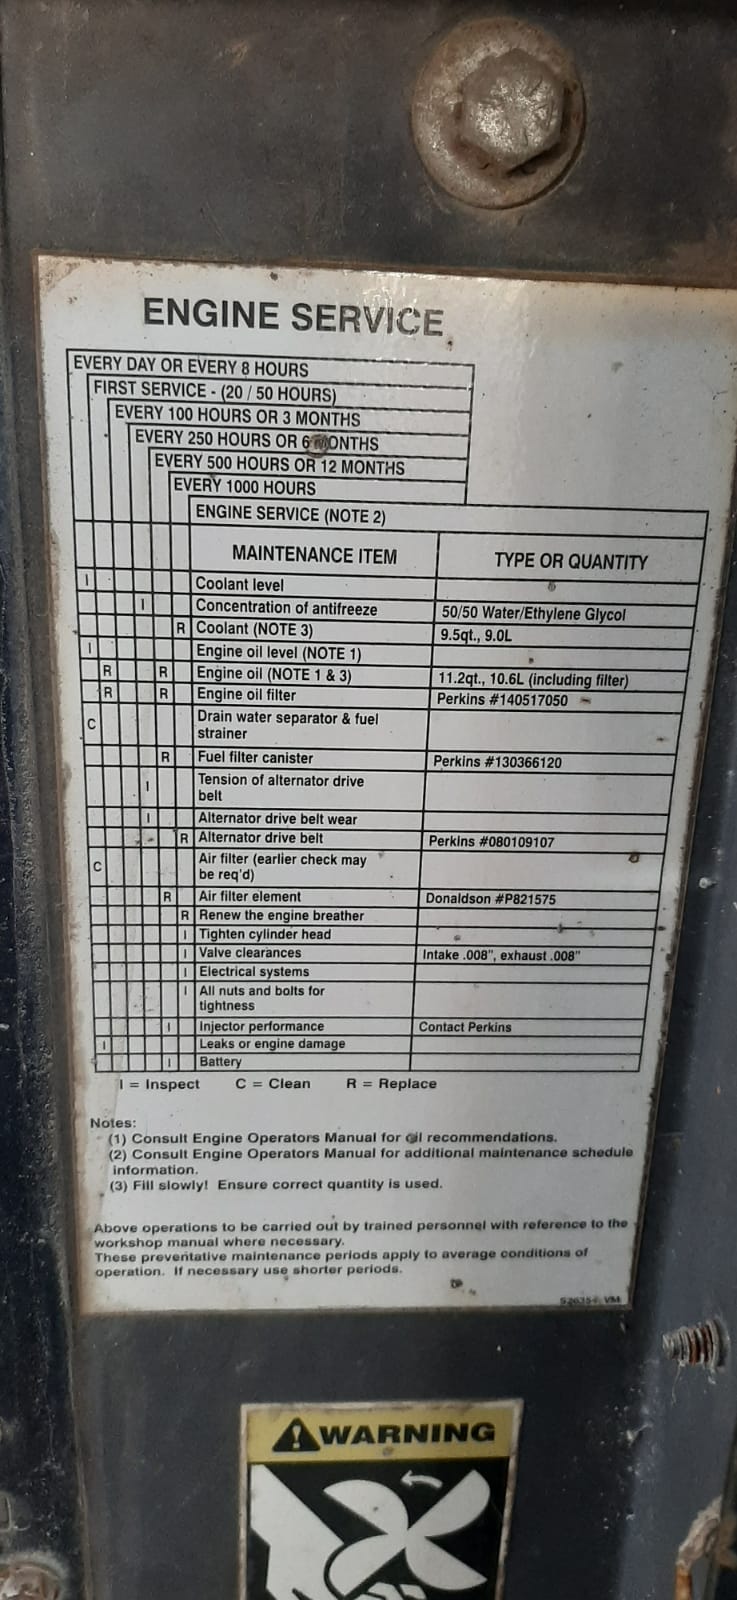 ENGINE SERVICE
EVERY DAY OR EVERY 8 HOURS
FIRST SERVICE - (20 / 50 HOURS)
EVERY 100 HOURS OR 3 MONTHS
EVERY 250 HOURS OR 6 MONTHS
EVERY 500 HOURS OR 12 MONTHS
EVERY 1000 HOURS
ENGINE SERVICE (NOTE 2)
MAINTENANCE ITEM TYPE OR QUANTITY
I Coolant level
I Concentration of antifreeze 50/50 Water/Ethylene Glycol
R Coolant (NOTE 3) 9.5qt., 9.0L
I Engine oil level (NOTE 1)
R R Engine oil (NOTE 1 & 3) 11.2qt., 10.6L (including filter)
R R Engine oil filter Perkins #140517050
C Drain water separator & fuel
strainer
R Fuel filter canister Perkins #130366120
I Tension of alternator drive
belt
I Alternator drive belt wear
R Alternator drive belt Perkins #080109107
C Air filter (earlier check may
be req'd)
R Air filter element Donaldson #P821575
R Renew the engine breather
I Tighten cylinder head
I Valve clearances Intake .008", exhaust .008"
I Electrical systems
I All nuts and bolts for
tightness
I Injector performance Contact Perkins
I Leaks or engine damage
I Battery
I = Inspect C = Clean R = Replace
Notes:
(1) Consult Engine Operators Manual for oil recommendations.
(2) Consult Engine Operators Manual for additional maintenance schedule
information.
(3) Fill slowly! Ensure correct quantity is used.
Above operations to be carried out by trained personnel with reference to the
workshop manual where necessary.
These preventative maintenance periods apply to average conditions of
operation. If necessary use shorter periods.
WARNING